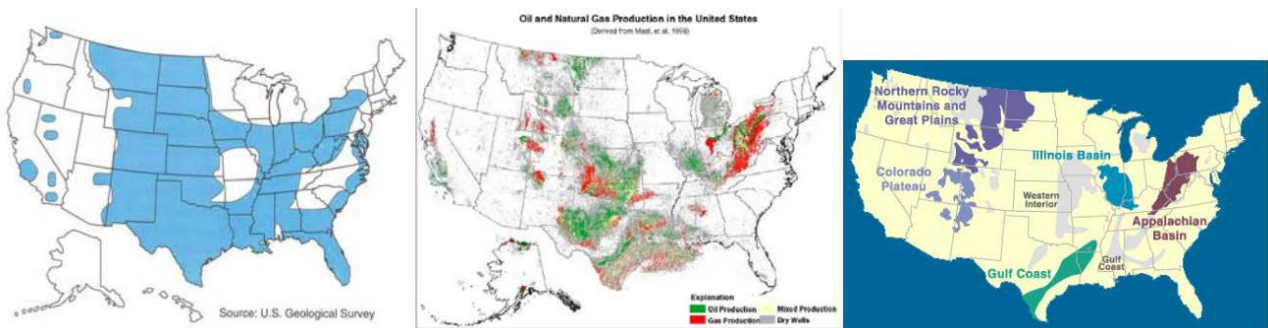 Source: U.S. Geological Survey
Oil and Natural Gas Production in the United States
(Derived from Mast, et al, 1998)
Explanation
Oil Production
Mixed Production
Gas Production
Dry Wells
Northern Rocky
Mountains and
Great Plains
Illinois Basin
Colorado
Plateau
Western
Interior
Appalachian
Basin
Gulf
Coast
Gulf Coast